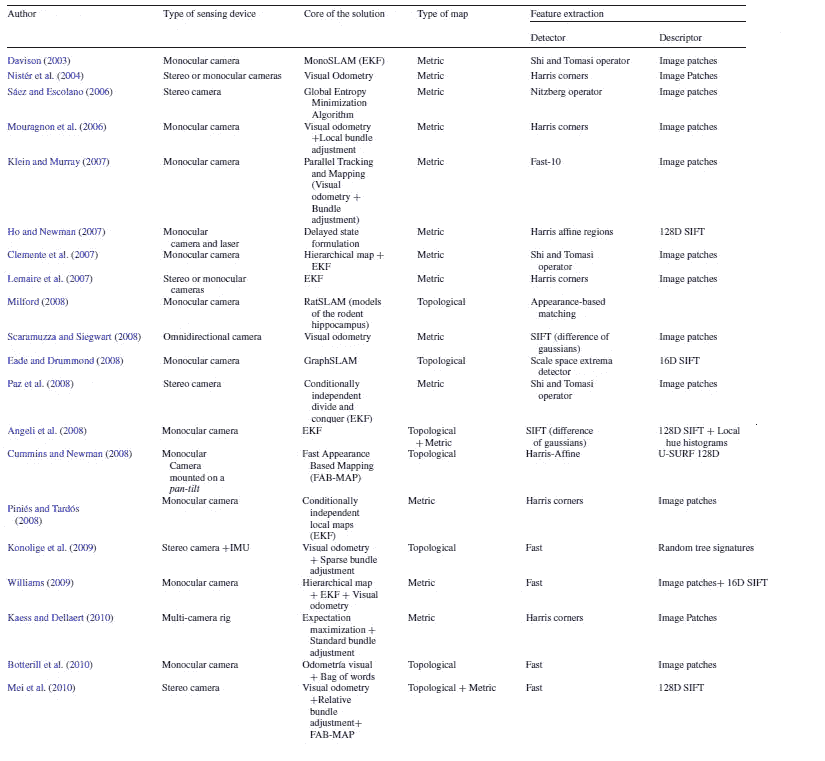 Author Type of sensing device Core of the solution Type of map Feature extraction
Detector Descriptor
Davison (2003) Monocular camera MonoSLAM (EKF) Metric Shi and Tomasi operator Image patches
Nistér et al. (2004) Stereo or monocular cameras Visual Odometry Metric Harris corners Image Patches
Sáez and Escolano (2006) Stereo camera Global Entropy Metric Nitzberg operator Image patches
Minimization
Algorithm
Mouragnon et al. (2006) Monocular camera Visual odometry Metric Harris corners Image patches
+Local bundle
adjustment
Klein and Murray (2007) Monocular camera Parallel Tracking Metric Fast-10 Image patches
and Mapping
(Visual
odometry +
Bundle
adjustment)
Ho and Newman (2007) Monocular Delayed state Metric Harris affine regions 128D SIFT
camera and laser formulation
Clemente et al. (2007) Monocular camera Hierarchical map + Metric Shi and Tomasi Image patches
EKF operator
Lemaire et al. (2007) Stereo or monocular EKF Metric Harris corners Image patches
cameras
Milford (2008) Monocular camera RatSLAM (models Topological Appearance-based
of the rodent matching
hippocampus)
Scaramuzza and Siegwart (2008) Omnidirectional camera Visual odometry Metric SIFT (difference of Image patches
gaussians)
Eade and Drummond (2008) Monocular camera GraphSLAM Topological Scale space extrema 16D SIFT
detector
Paz et al. (2008) Stereo camera Conditionally Metric Shi and Tomasi Image patches
independent operator
divide and
conquer (EKF)
Angeli et al. (2008) Monocular camera EKF Topological SIFT (difference 128D SIFT + Local
+ Metric of gaussians) hue histograms
Cummins and Newman (2008) Monocular Fast Appearance Topological Harris-Affine U-SURF 128D
Camera Based Mapping
mounted on a (FAB-MAP)
pan-tilt
Monocular camera Conditionally Metric Harris corners Image patches
Piniés and Tardós independent
(2008) local maps
(EKF)
Konolige et al. (2009) Stereo camera +IMU Visual odometry Topological Fast Random tree signatures
+ Sparse bundle
adjustment
Williams (2009) Monocular camera Hierarchical map Metric Fast Image patches+ 16D SIFT
+ EKF + Visual
odometry
Kaess and Dellaert (2010) Multi-camera rig Expectation Metric Harris corners Image Patches
maximization +
Standard bundle
adjustment
Botterill et al. (2010) Monocular camera Odometría visual Topological Fast Image patches
+ Bag of words
Mei et al. (2010) Stereo camera Visual odometry Topological + Metric Fast 128D SIFT
+Relative
bundle
adjustment+
FAB-MAP